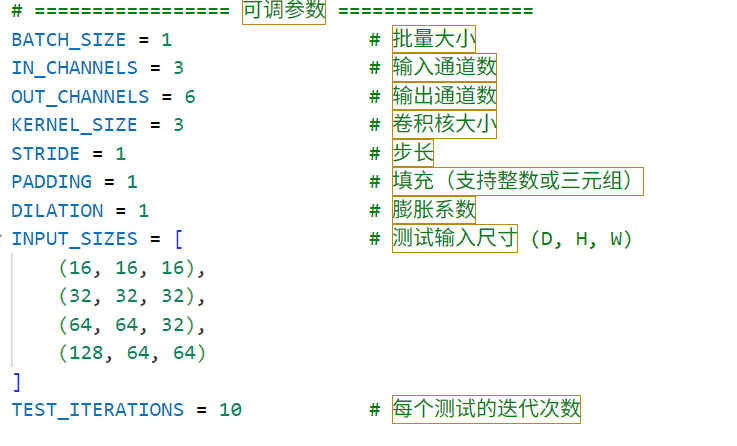 # ================= 可调参数 =================
BATCH_SIZE = 1 # 批量大小
IN_CHANNELS = 3 # 输入通道数
OUT_CHANNELS = 6 # 输出通道数
KERNEL_SIZE = 3 # 卷积核大小
STRIDE = 1 # 步长
PADDING = 1 # 填充（支持整数或三元组）
DILATION = 1 # 膨胀系数
INPUT_SIZES = [ # 测试输入尺寸 (D, H, W)
(16, 16, 16),
(32, 32, 32),
(64, 64, 32),
(128, 64, 64)
]
TEST_ITERATIONS = 10 # 每个测试的迭代次数